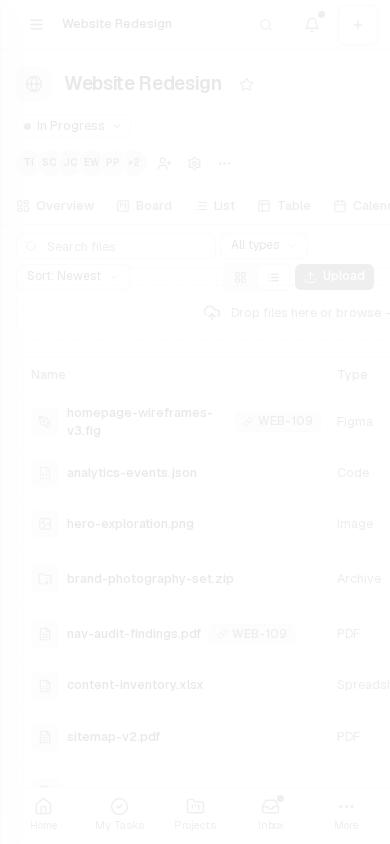 Website Redesign
Website Redesign
In Progress
TI SC JC EW PP +2
Overview Board List Table Calen
Search files All types
Sort: Newest Upload
Drop files here or browse
Name Type
homepage-wireframes-
v3.fig WEB-109 Figma
analytics-events.json Code
hero-exploration.png Image
brand-photography-set.zip Archive
nav-audit-findings.pdf WEB-109 PDF
content-inventory.xlsx Spreads
sitemap-v2.pdf PDF
Home My Tasks Projects Inbox More